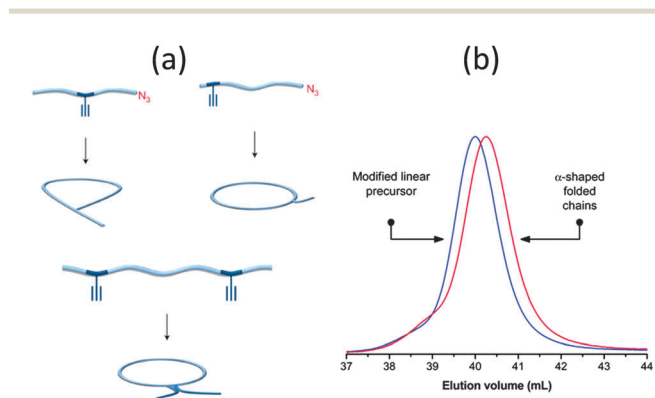 (a)
(b)
N₃
N₃
Modified linear
precursor
α-shaped
folded
chains
37
38
39
40
41
42
43
44
Elution volume (mL)